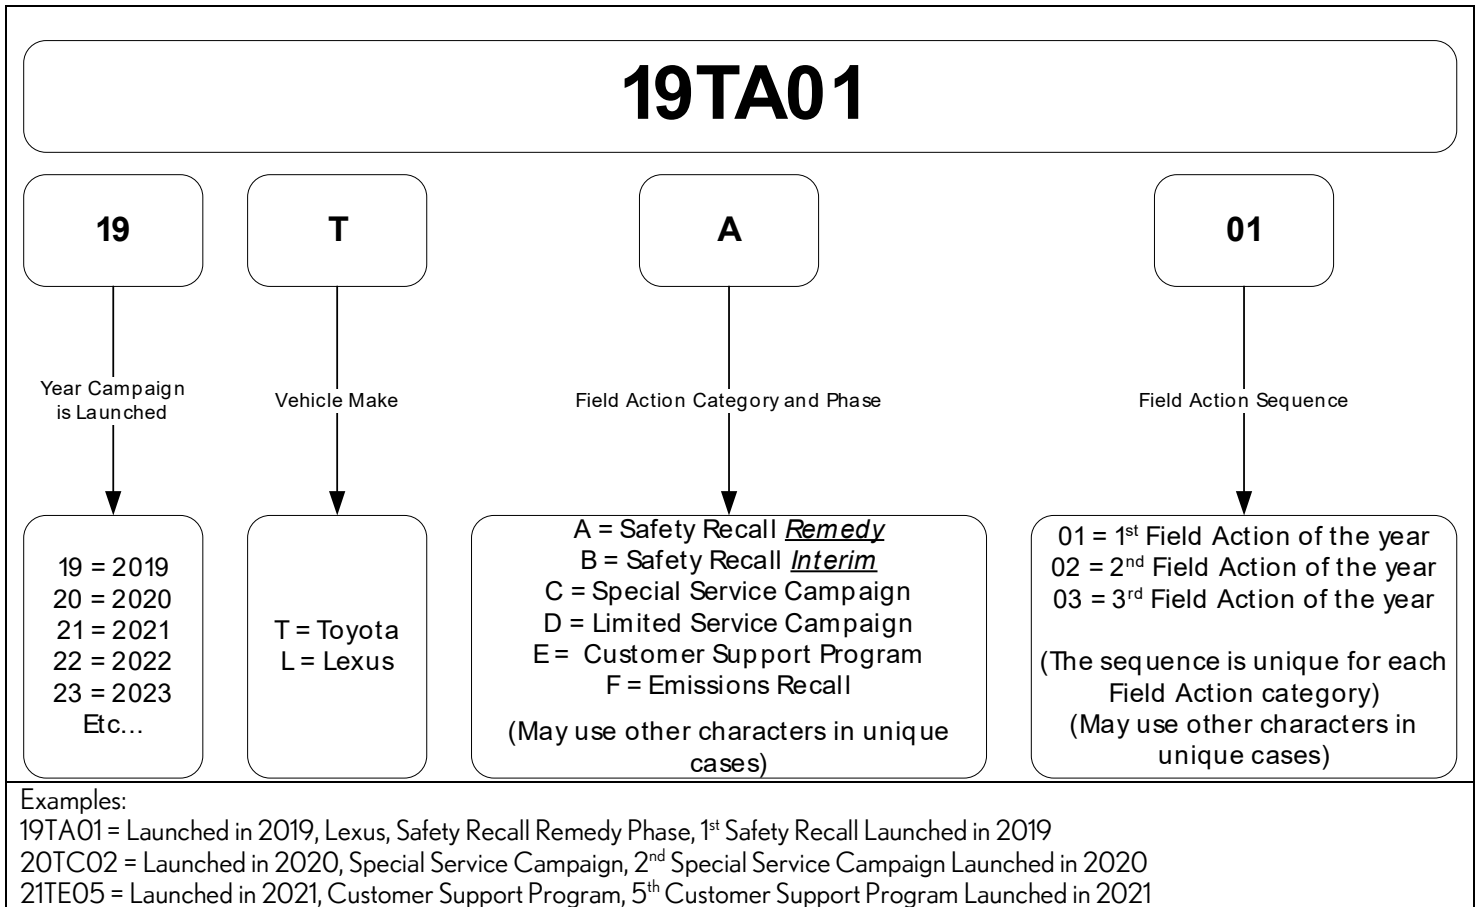 19TA01
19
T
A
01
Year Campaign
is Launched
Vehicle Make
Field Action Category and Phase
Field Action Sequence
19 = 2019
20 = 2020
21 = 2021
22 = 2022
23 = 2023
Etc...
T = Toyota
L = Lexus
A = Safety Recall Remedy
B = Safety Recall Interim
C = Special Service Campaign
D = Limited Service Campaign
E = Customer Support Program
F = Emissions Recall
(May use other characters in unique
cases)
01 = 1st Field Action of the year
02 = 2nd Field Action of the year
03 = 3rd Field Action of the year
(The sequence is unique for each
Field Action category)
(May use other characters in
unique cases)
Examples:
19TA01 = Launched in 2019, Lexus, Safety Recall Remedy Phase, 1st Safety Recall Launched in 2019
20TC02 = Launched in 2020, Special Service Campaign, 2nd Special Service Campaign Launched in 2020
21TE05 = Launched in 2021, Customer Support Program, 5th Customer Support Program Launched in 2021